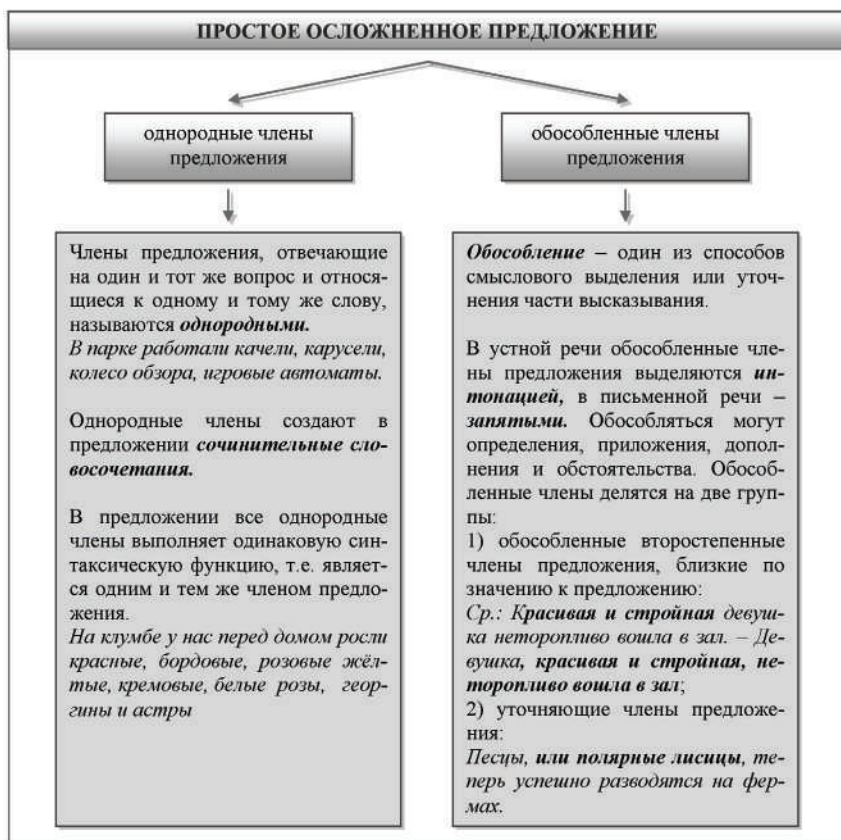 ПРОСТОЕ ОСЛОЖНЕННОЕ ПРЕДЛОЖЕНИЕ
однородные члены
предложения
Члены предложения, отвечающие
на один и тот же вопрос и относя-
щиеся к одному и тому же слову,
называются однородными.
В парке работали качели, карусели,
колесо обзора, игровые автоматы.
Однородные члены создают в
предложении сочинительные сло-
восочетания.
В предложении все однородные
члены выполняет одинаковую син-
таксическую функцию, т.е. являет-
ся одним и тем же членом предло-
жения.
На клумбе у нас перед домом росли
красные, бордовые, розовые жёл-
тые, кремовые, белые розы, геор-
гины и астры
обособленные члены
предложения
Обособление – один из способов
смыслового выделения или уточ-
нения части высказывания.
В устной речи обособленные чле-
ны предложения выделяются ин-
тонацией, в письменной речи –
запятыми. Обособляться могут
определения, приложения, допол-
нения и обстоятельства. Обособ-
ленные члены делятся на две груп-
пы:
1) обособленные второстепенные
члены предложения, близкие по
значению к предложению:
Ср.: Красивая и стройная девуш-
ка неторопливо вошла в зал. – Де-
вушка, красивая и стройная, не-
торопливо вошла в зал;
2) уточняющие члены предложе-
ния:
Песцы, или полярные лисицы, те-
перь успешно разводятся на фер-
мах.